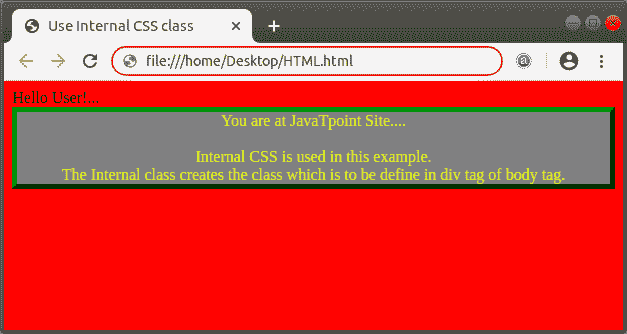 Use Internal CSS class
file:///home/Desktop/HTML.html
Hello User!...
You are at JavaTpoint Site....
Internal CSS is used in this example.
The Internal class creates the class which is to be define in div tag of body tag.